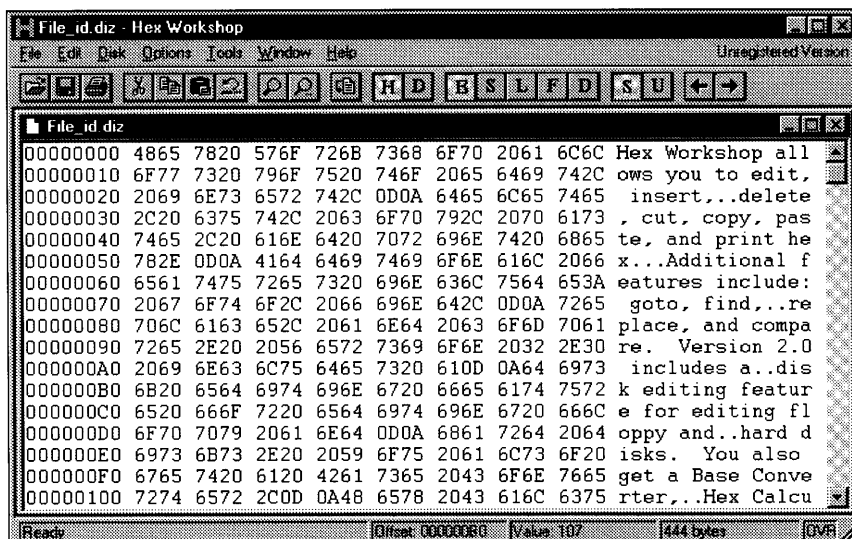 File_id.diz - Hex Workshop
File Edit Disk Options Tools Window Help Unregistered Version
H D B S L F D S U
File_id.diz
00000000 4865 7820 576F 726B 7368 6F70 2061 6C6C Hex Workshop all
00000010 6F77 7320 796F 7520 746F 2065 6469 742C ows you to edit,
00000020 2069 6E73 6572 742C 0D0A 6465 6C65 7465  insert,..delete
00000030 2C20 6375 742C 2063 6F70 792C 2070 6173 , cut, copy, pas
00000040 7465 2C20 616E 6420 7072 696E 7420 6865 te, and print he
00000050 782E 0D0A 4164 6469 7469 6F6E 616C 2066 x...Additional f
00000060 6561 7475 7265 7320 696E 636C 7564 653A eatures include:
00000070 2067 6F74 6F2C 2066 696E 642C 0D0A 7265  goto, find,..re
00000080 706C 6163 652C 2061 6E64 2063 6F6D 7061 place, and compa
00000090 7265 2E20 2056 6572 7369 6F6E 2032 2E30 re.  Version 2.0
000000A0 2069 6E63 6C75 6465 7320 610D 0A64 6973  includes a..dis
000000B0 6B20 6564 6974 696E 6720 6665 6174 7572 k editing featur
000000C0 6520 666F 7220 6564 6974 696E 6720 666C e for editing fl
000000D0 6F70 7079 2061 6E64 0D0A 6861 7264 2064 oppy and..hard d
000000E0 6973 6B73 2E20 2059 6F75 2061 6C73 6F20 isks.  You also
000000F0 6765 7420 6120 4261 7365 2043 6F6E 7665 get a Base Conve
00000100 7274 6572 2C0D 0A48 6578 2043 616C 6375 rter,..Hex Calcu
Ready Offset: 000000B0 Value: 107 444 bytes OVR